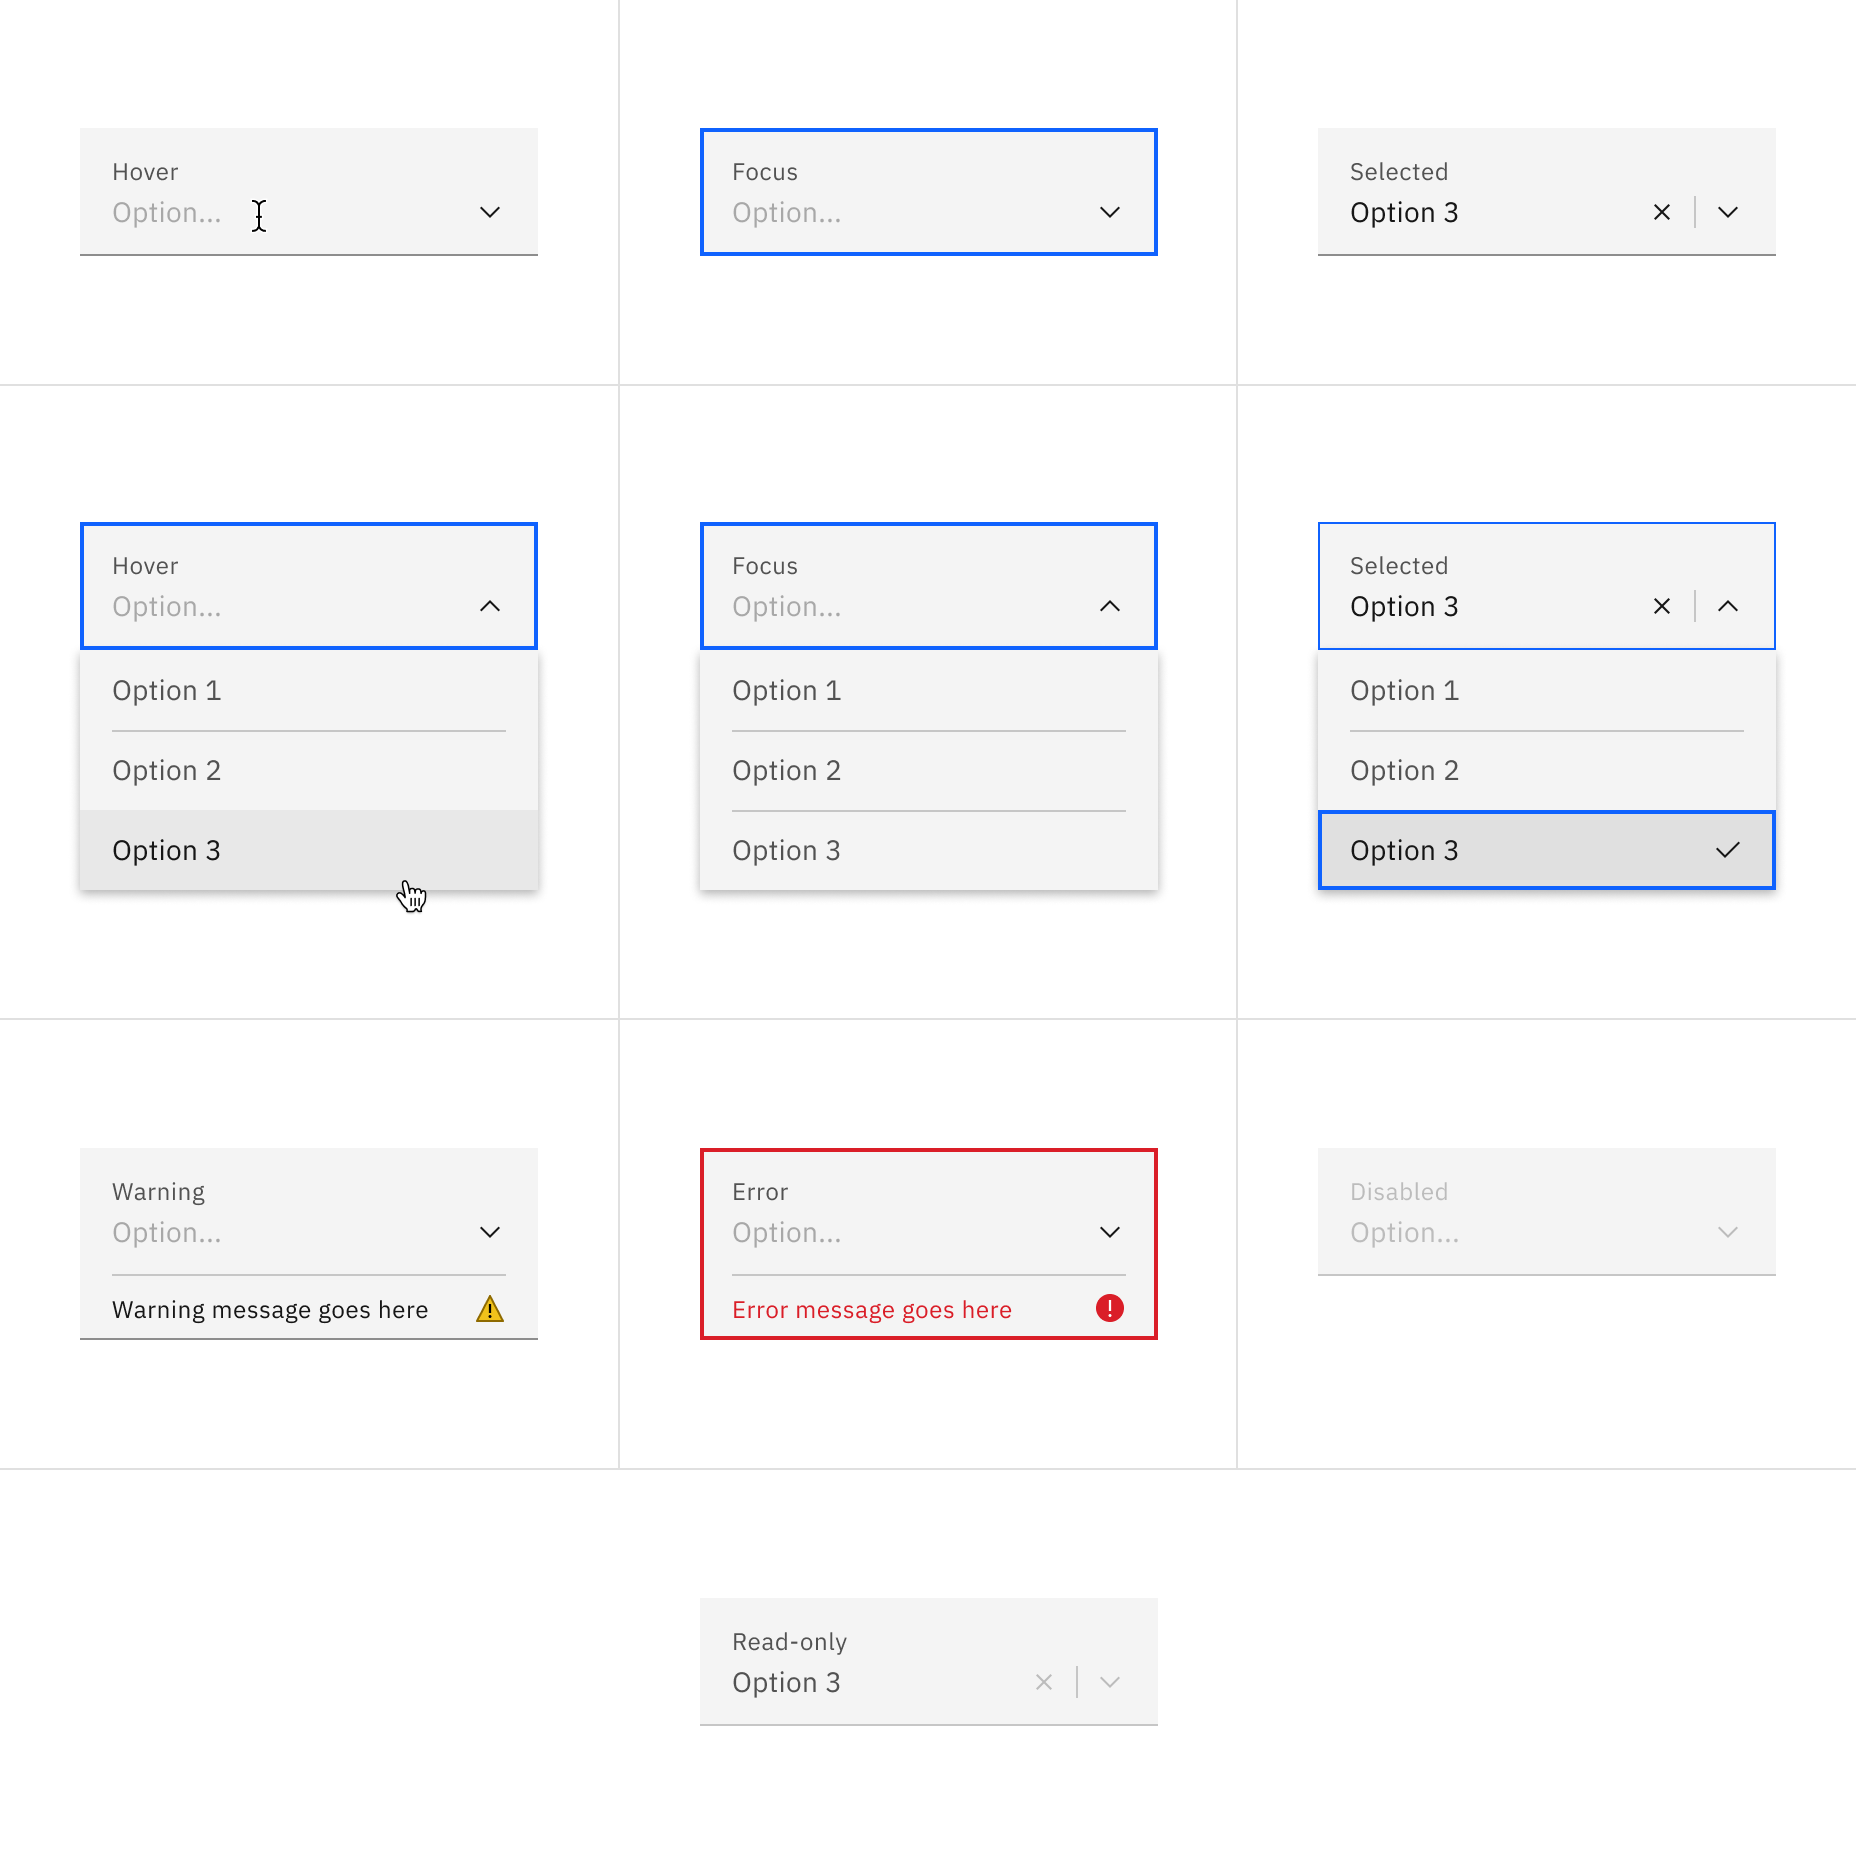 Hover
Option...
Focus
Option...
Selected
Option 3
Hover
Option...
Option 1
Option 2
Option 3
Focus
Option...
Option 1
Option 2
Option 3
Selected
Option 3
Option 1
Option 2
Option 3
Warning
Option...
Warning message goes here
Error
Option...
Error message goes here
Disabled
Option...
Read-only
Option 3